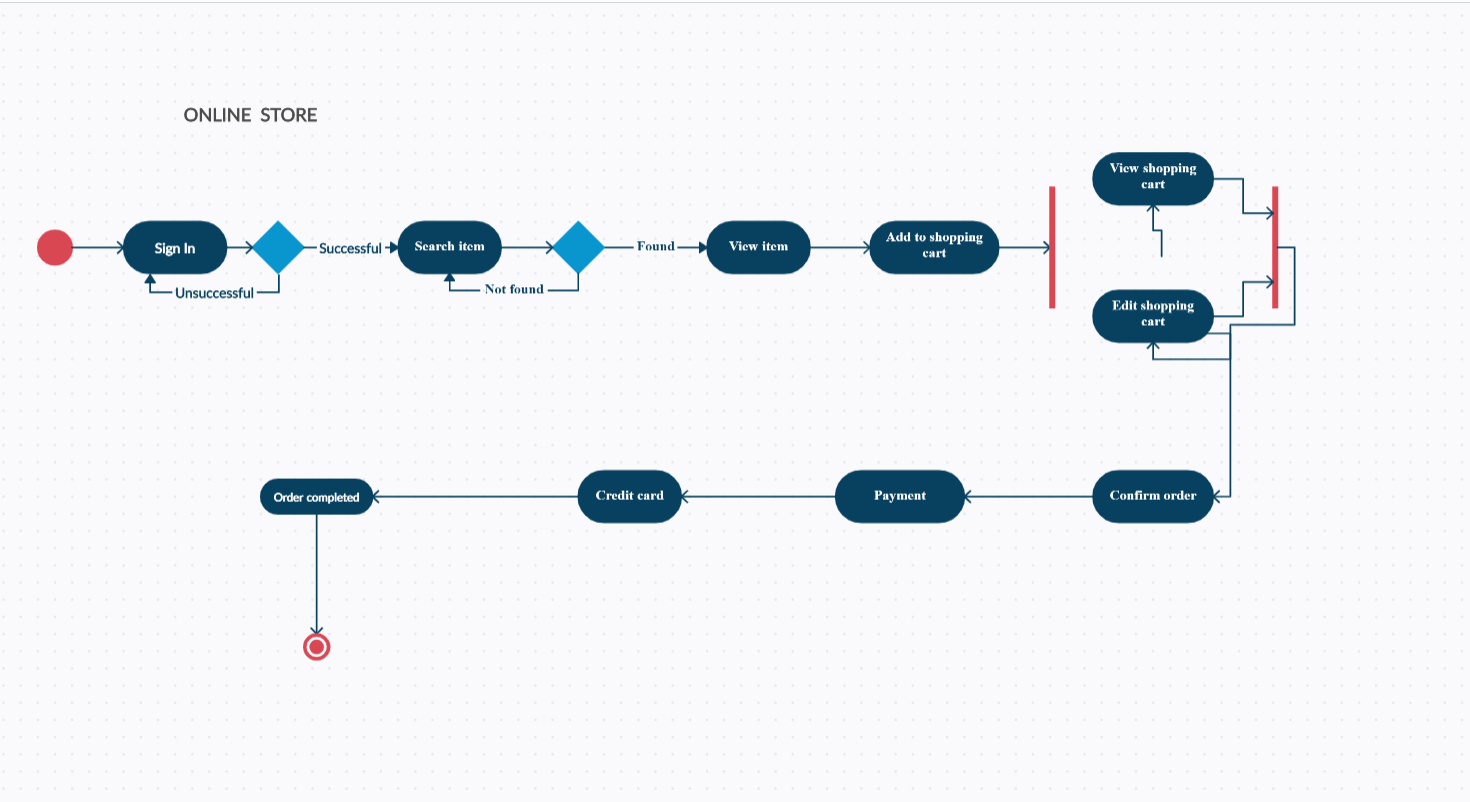 ONLINE STORE
View shopping
cart
Sign In
Successful
Search item
Found
View item
Add to shopping
cart
Unsuccessful
Not found
Edit shopping
cart
Order completed
Credit card
Payment
Confirm order